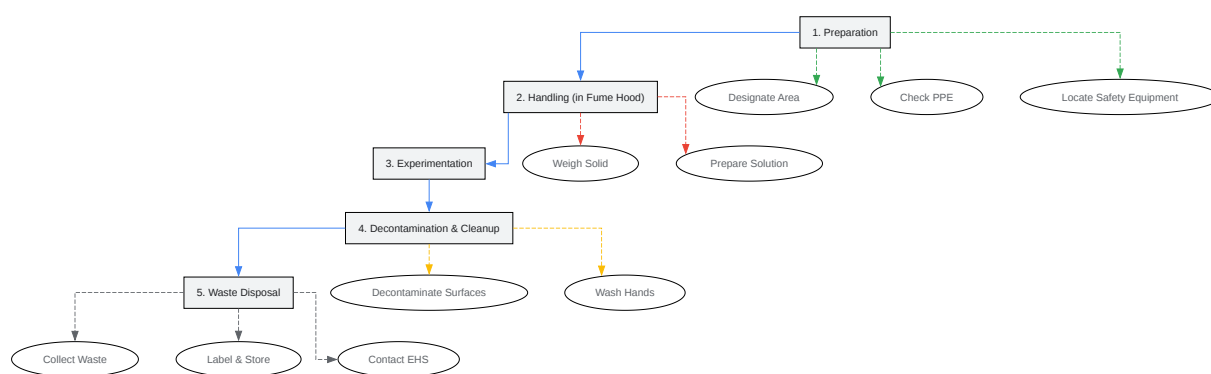 1. Preparation
2. Handling (in Fume Hood)
Designate Area
Check PPE
Locate Safety Equipment
3. Experimentation
Weigh Solid
Prepare Solution
4. Decontamination & Cleanup
5. Waste Disposal
Decontaminate Surfaces
Wash Hands
Collect Waste
Label & Store
Contact EHS